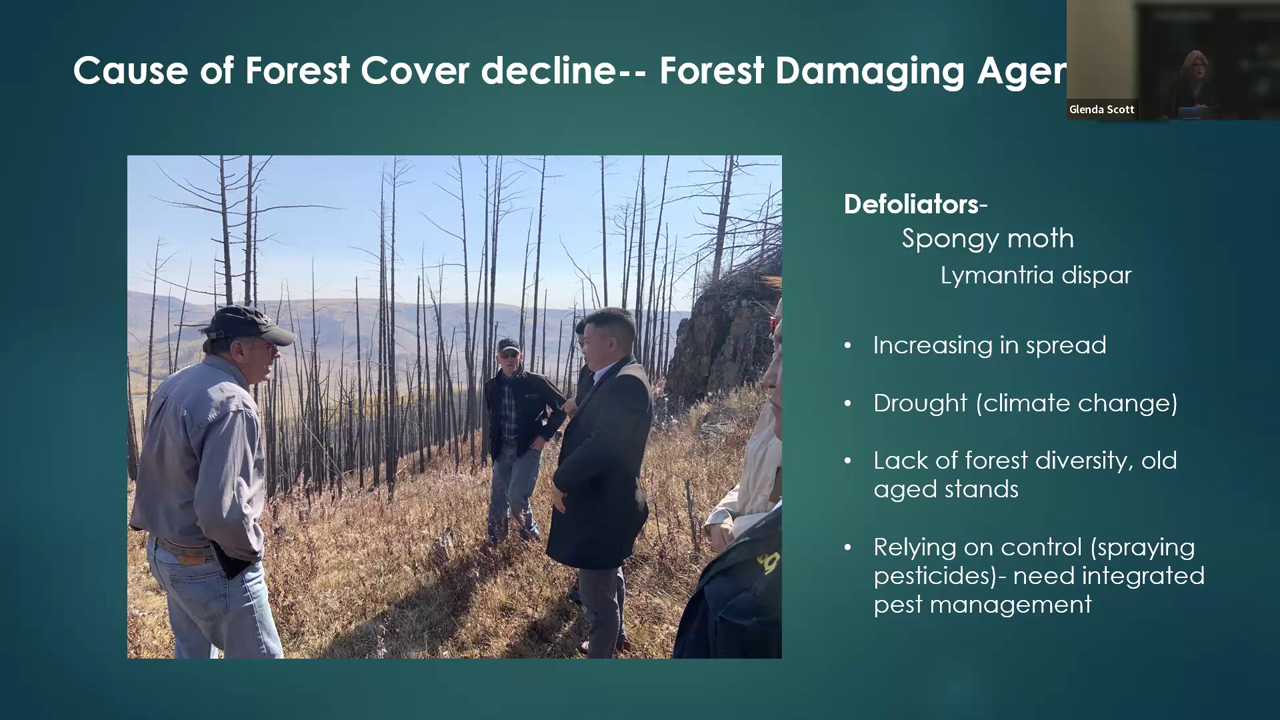 Cause of Forest Cover decline-- Forest Damaging Agen
Glenda Scott
Defoliators-
Spongy moth
Lymantria dispar
• Increasing in spread
• Drought (climate change)
• Lack of forest diversity, old
aged stands
• Relying on control (spraying
pesticides)- need integrated
pest management